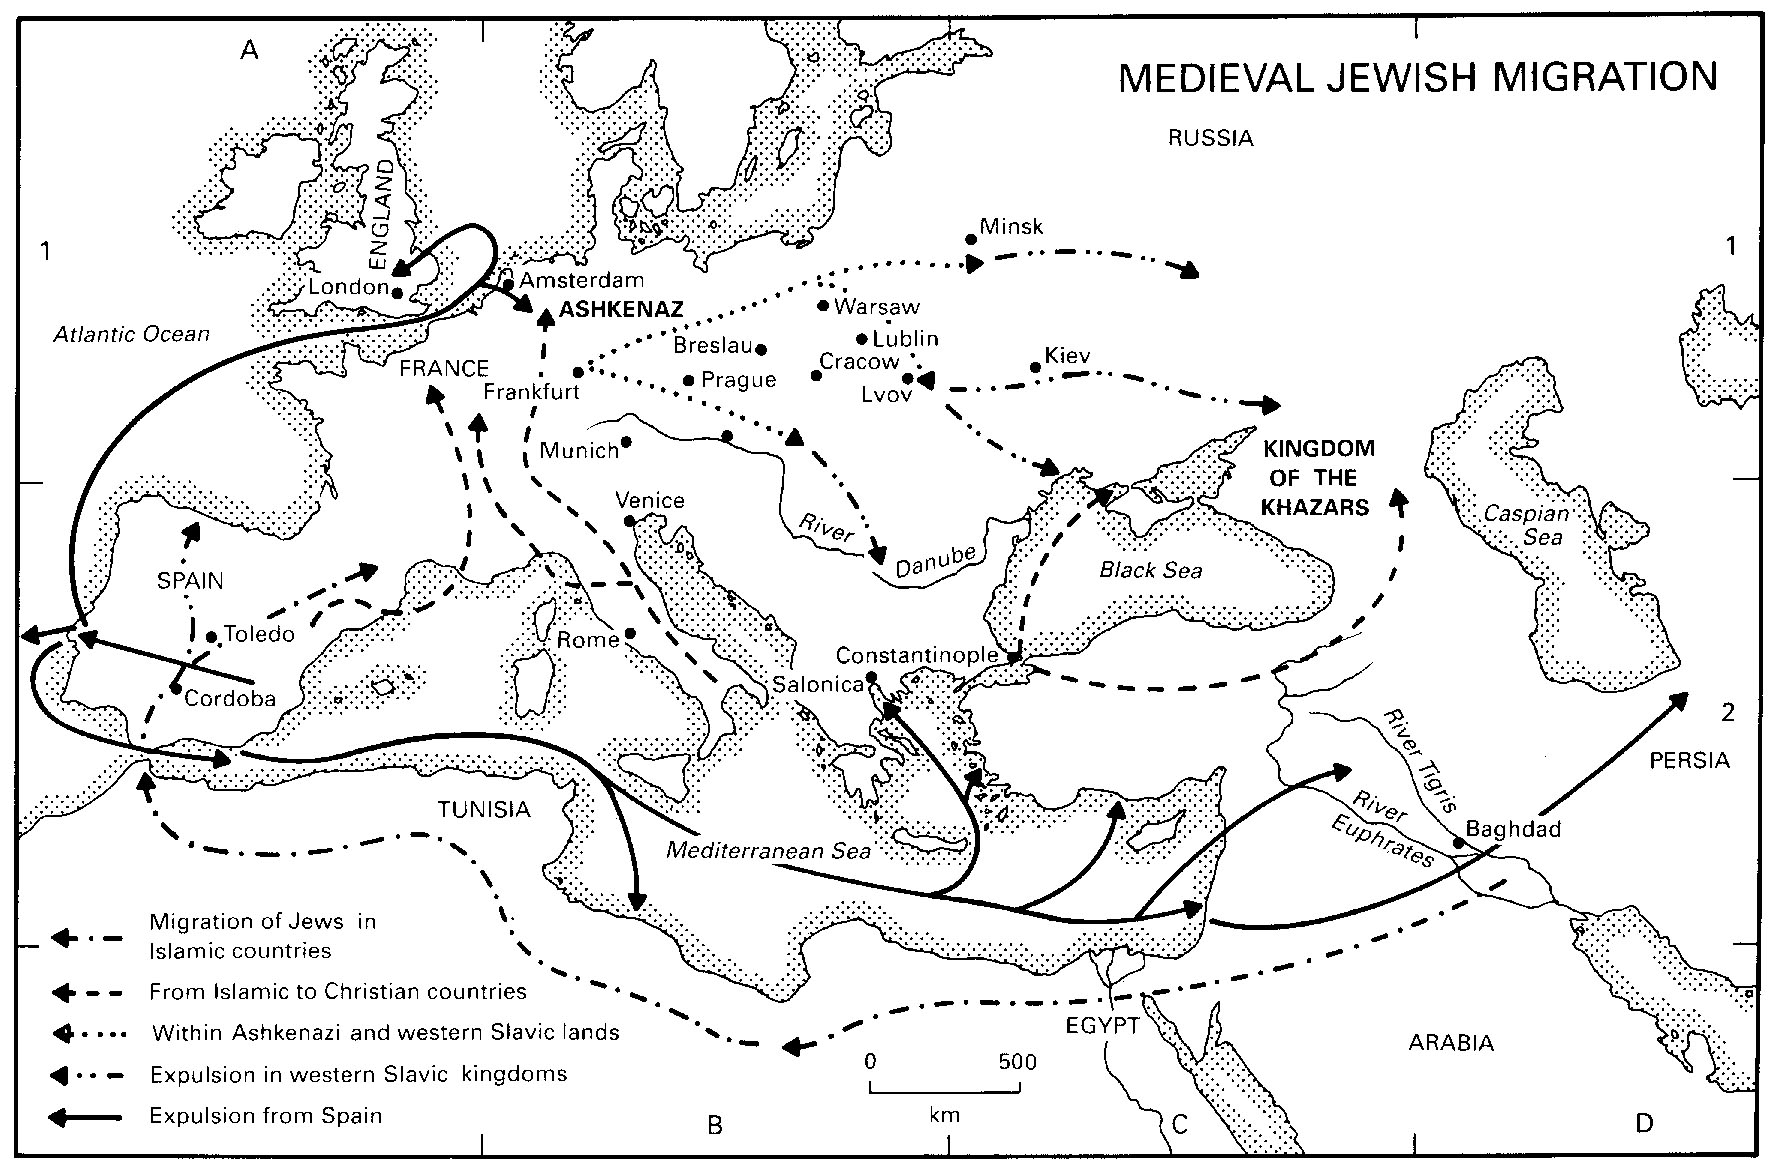 A
MEDIEVAL JEWISH MIGRATION
RUSSIA
ENGLAND
1
1
Minsk
London
Amsterdam
ASHKENAZ
Atlantic Ocean
Warsaw
Breslau
Lublin
FRANCE
Cracow
Kiev
Frankfurt
Prague
Lvov
Munich
KINGDOM
OF THE
KHAZARS
Venice
River
Danube
Caspian
Sea
SPAIN
Black Sea
Toledo
Rome
Constantinople
Salonica
Cordoba
2
River Tigris
PERSIA
TUNISIA
River
Euphrates
Baghdad
Mediterranean Sea
Migration of Jews in
Islamic countries
From Islamic to Christian countries
Within Ashkenazi and western Slavic lands
Expulsion in western Slavic kingdoms
Expulsion from Spain
EGYPT
ARABIA
0 500
km
B
C
D